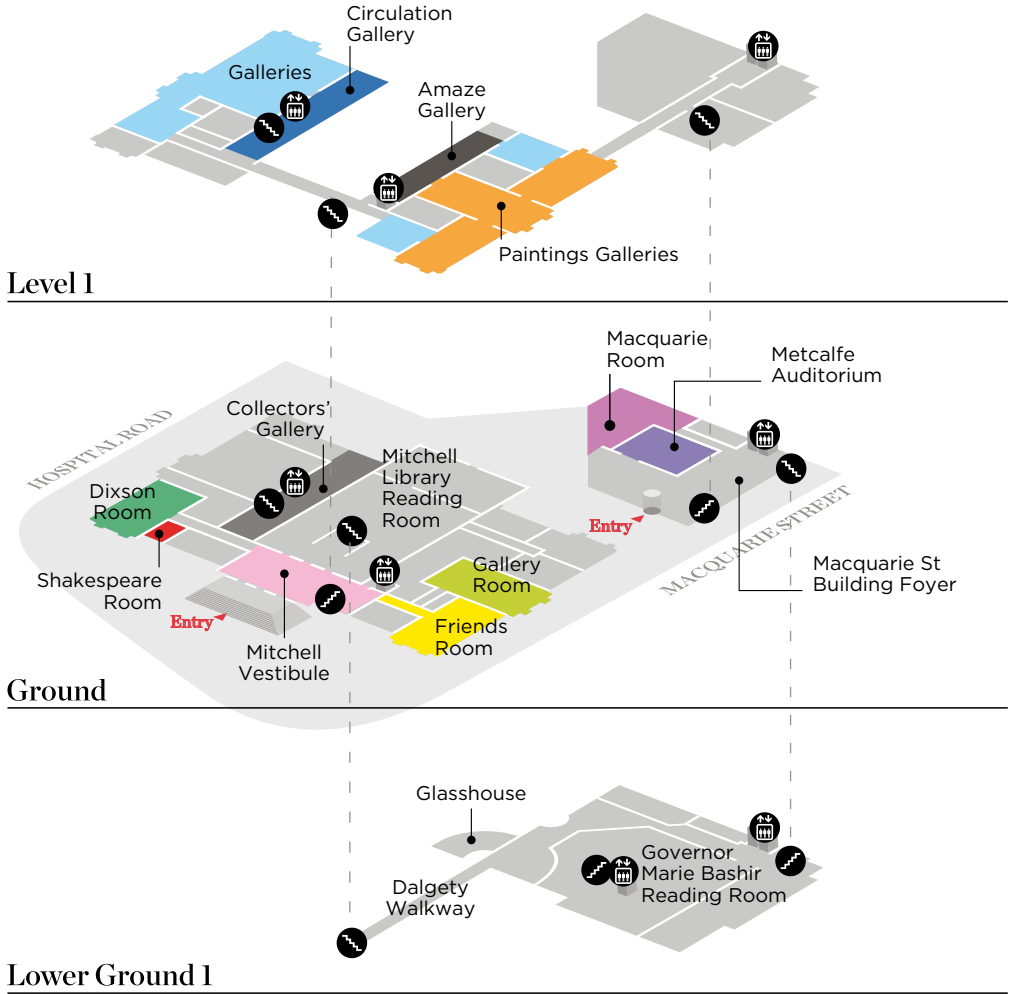 Circulation
Gallery
Galleries
Amaze
Gallery
Paintings Galleries
Level 1
Macquarie
Room
Metcalfe
Auditorium
HOSPITAL ROAD
Collectors'
Gallery
Mitchell
Library
Reading
Room
Dixson
Room
Entry
MACQUARIE STREET
Shakespeare
Room
Gallery
Room
Macquarie St
Building Foyer
Entry
Friends
Room
Mitchell
Vestibule
Ground
Glasshouse
Governor
Marie Bashir
Reading Room
Dalgety
Walkway
Lower Ground 1